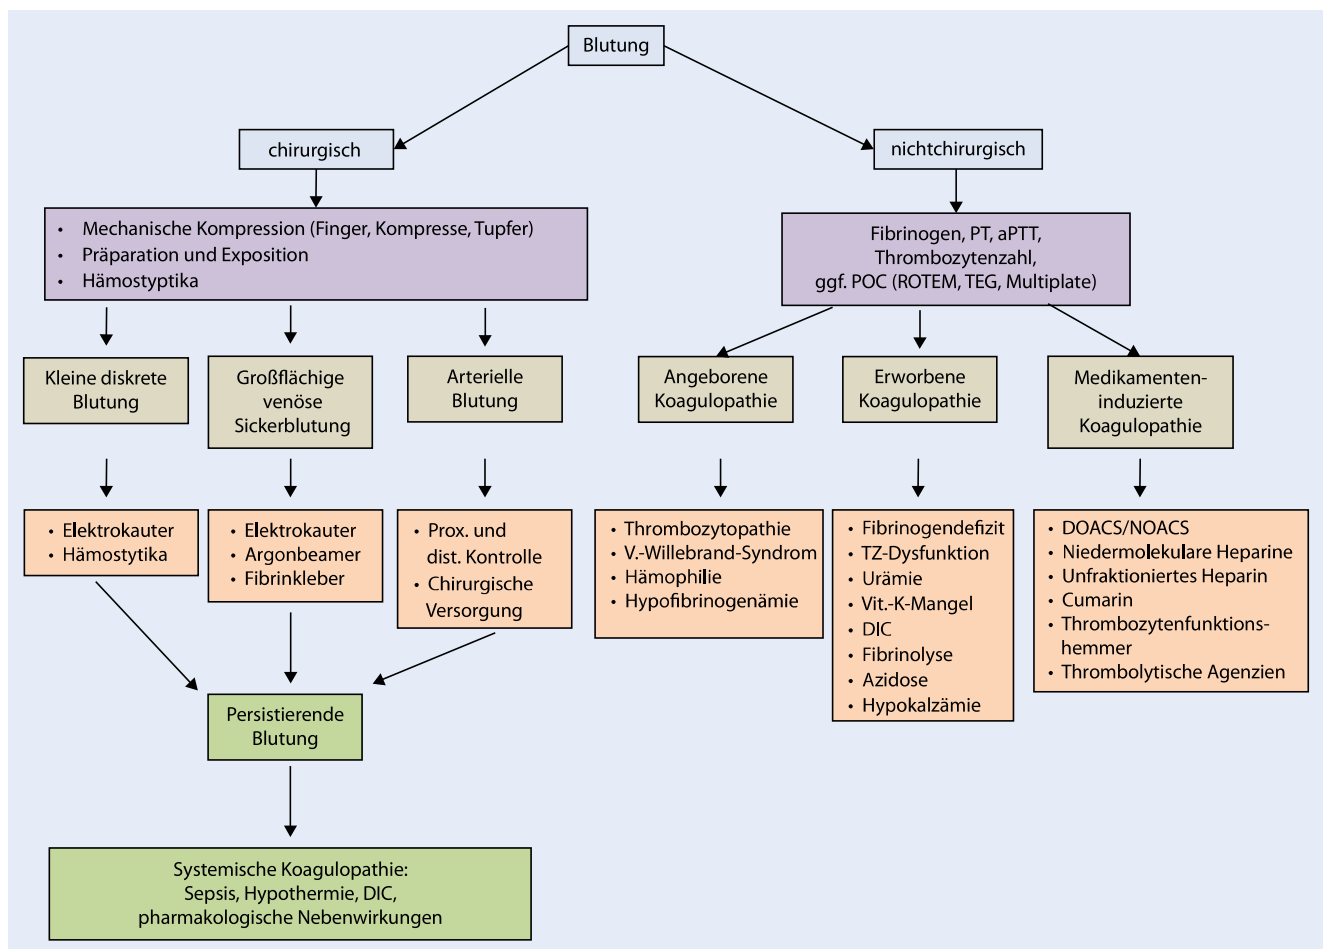 Blutung
chirurgisch
nichtchirurgisch
• Mechanische Kompression (Finger, Kompresse, Tupfer)
• Präparation und Exposition
• Hämostyptika
Fibrinogen, PT, aPTT,
Thrombozytenzahl,
ggf. POC (ROTEM, TEG, Multiplate)
Kleine diskrete
Blutung
Großflächige
venöse
Sickerblutung
Arterielle
Blutung
Angeborene
Koagulopathie
Erworbene
Koagulopathie
Medikamenten-
induzierte
Koagulopathie
• Elektrokauter
• Hämostytika
• Elektrokauter
• Argonbeamer
• Fibrinkleber
• Prox. und
dist. Kontrolle
• Chirurgische
Versorgung
• Thrombozytopathie
• V.-Willebrand-Syndrom
• Hämophilie
• Hypofibrinogenämie
• Fibrinogendefizit
• TZ-Dysfunktion
• Urämie
• Vit.-K-Mangel
• DIC
• Fibrinolyse
• Azidose
• Hypokalzämie
• DOACS/NOACS
• Niedermolekulare Heparine
• Unfraktioniertes Heparin
• Cumarin
• Thrombozytenfunktions-
hemmer
• Thrombolytische Agenzien
Persistierende
Blutung
Systemische Koagulopathie:
Sepsis, Hypothermie, DIC,
pharmakologische Nebenwirkungen